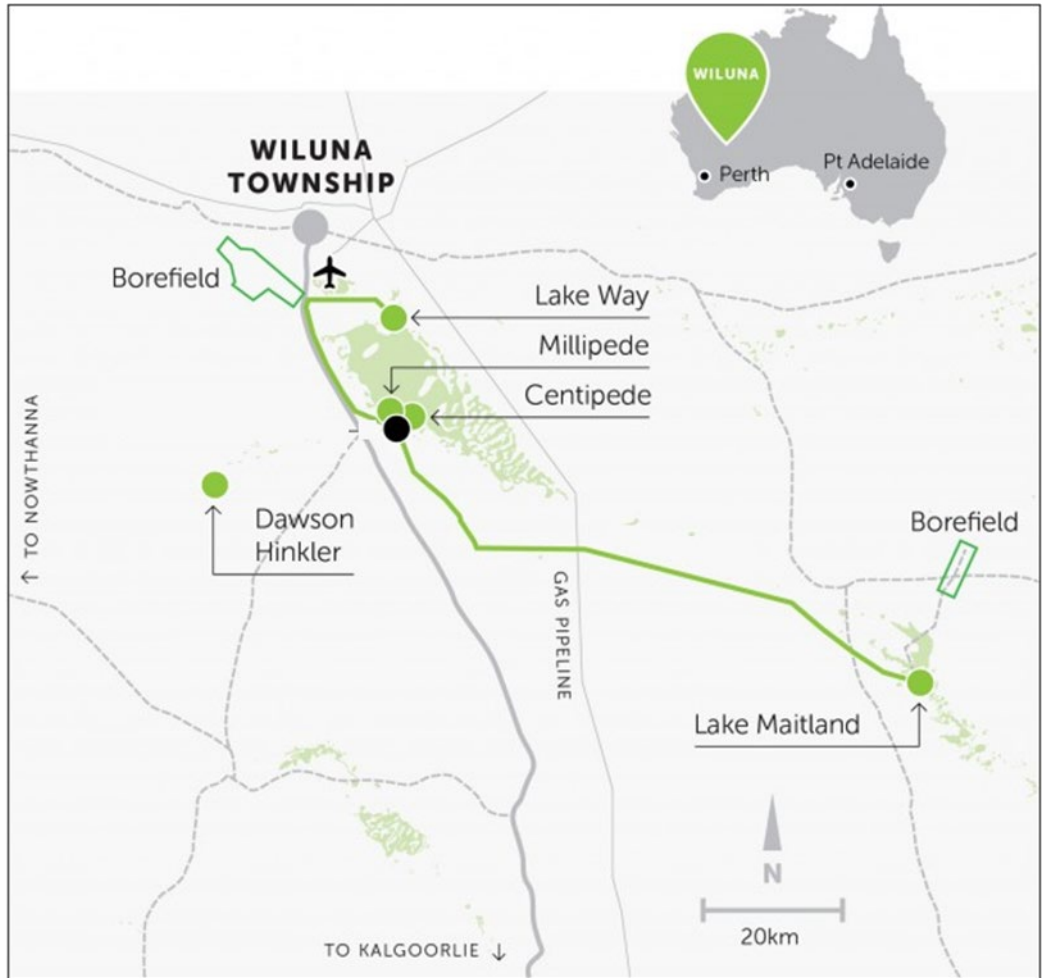 WILUNA
Perth
Pt Adelaide
WILUNA
TOWNSHIP
Borefield
Lake Way
Millipede
Centipede
↑ TO NOWTHANNA
Dawson
Hinkler
Borefield
GAS PIPELINE
Lake Maitland
N
20km
TO KALGOORLIE ↓